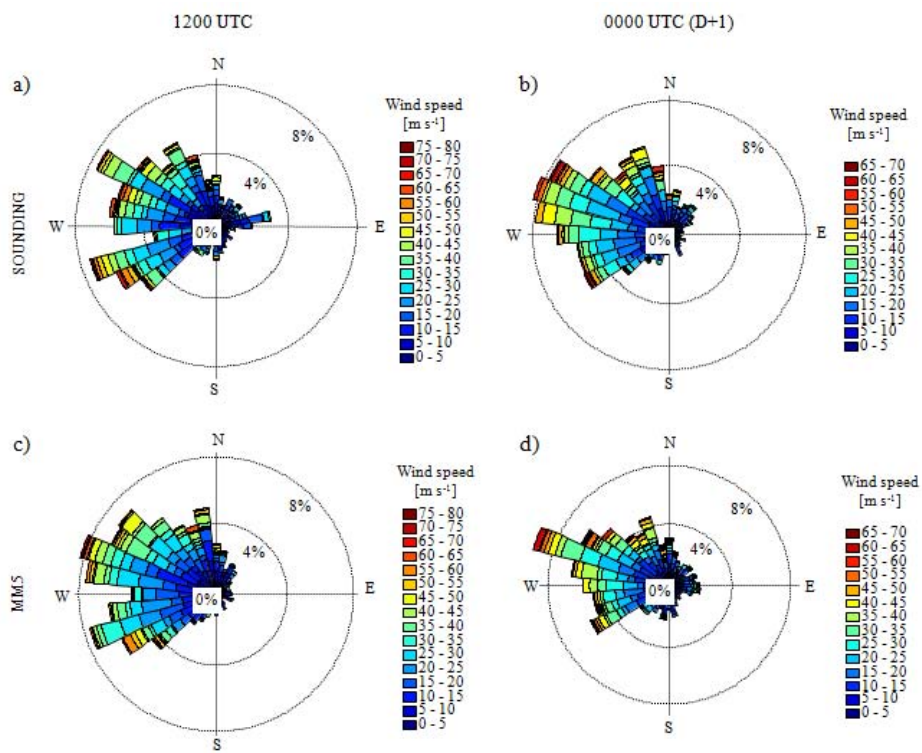 1200 UTC
0000 UTC (D+1)
SOUNDING
a)
N
8%
4%
0%
W
E
S
Wind speed
[m s⁻¹]
75 - 80
70 - 75
65 - 70
60 - 65
55 - 60
50 - 55
45 - 50
40 - 45
35 - 40
30 - 35
25 - 30
20 - 25
15 - 20
10 - 15
5 - 10
0 - 5
b)
N
8%
4%
0%
W
E
S
Wind speed
[m s⁻¹]
65 - 70
60 - 65
55 - 60
50 - 55
45 - 50
40 - 45
35 - 40
30 - 35
25 - 30
20 - 25
15 - 20
10 - 15
5 - 10
0 - 5
MM5
c)
N
8%
4%
0%
W
E
S
Wind speed
[m s⁻¹]
75 - 80
70 - 75
65 - 70
60 - 65
55 - 60
50 - 55
45 - 50
40 - 45
35 - 40
30 - 35
25 - 30
20 - 25
15 - 20
10 - 15
5 - 10
0 - 5
d)
N
8%
4%
0%
W
E
S
Wind speed
[m s⁻¹]
65 - 70
60 - 65
55 - 60
50 - 55
45 - 50
40 - 45
35 - 40
30 - 35
25 - 30
20 - 25
15 - 20
10 - 15
5 - 10
0 - 5